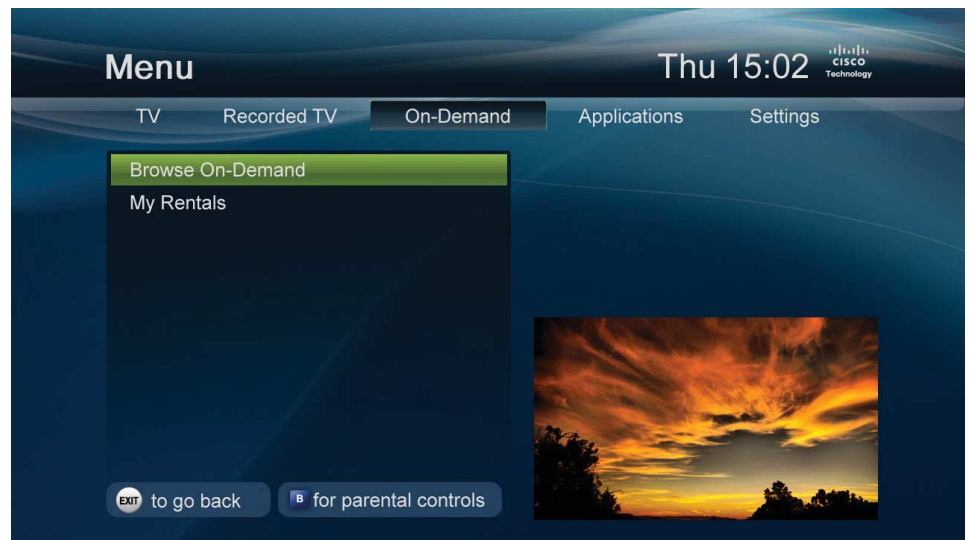 Menu
Thu 15:02
CISCO
Technology
TV Recorded TV On-Demand Applications Settings
Browse On-Demand
My Rentals
EXIT to go back B for parental controls